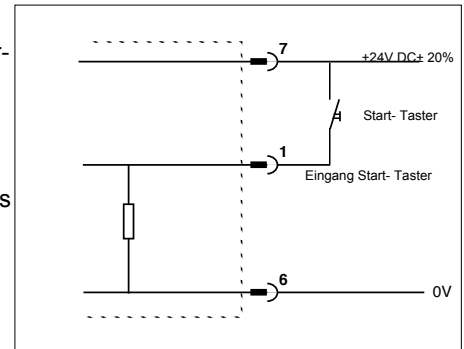 r-
7
+24V DC± 20%
Start- Taster
1
Eingang Start- Taster
s
6
0V